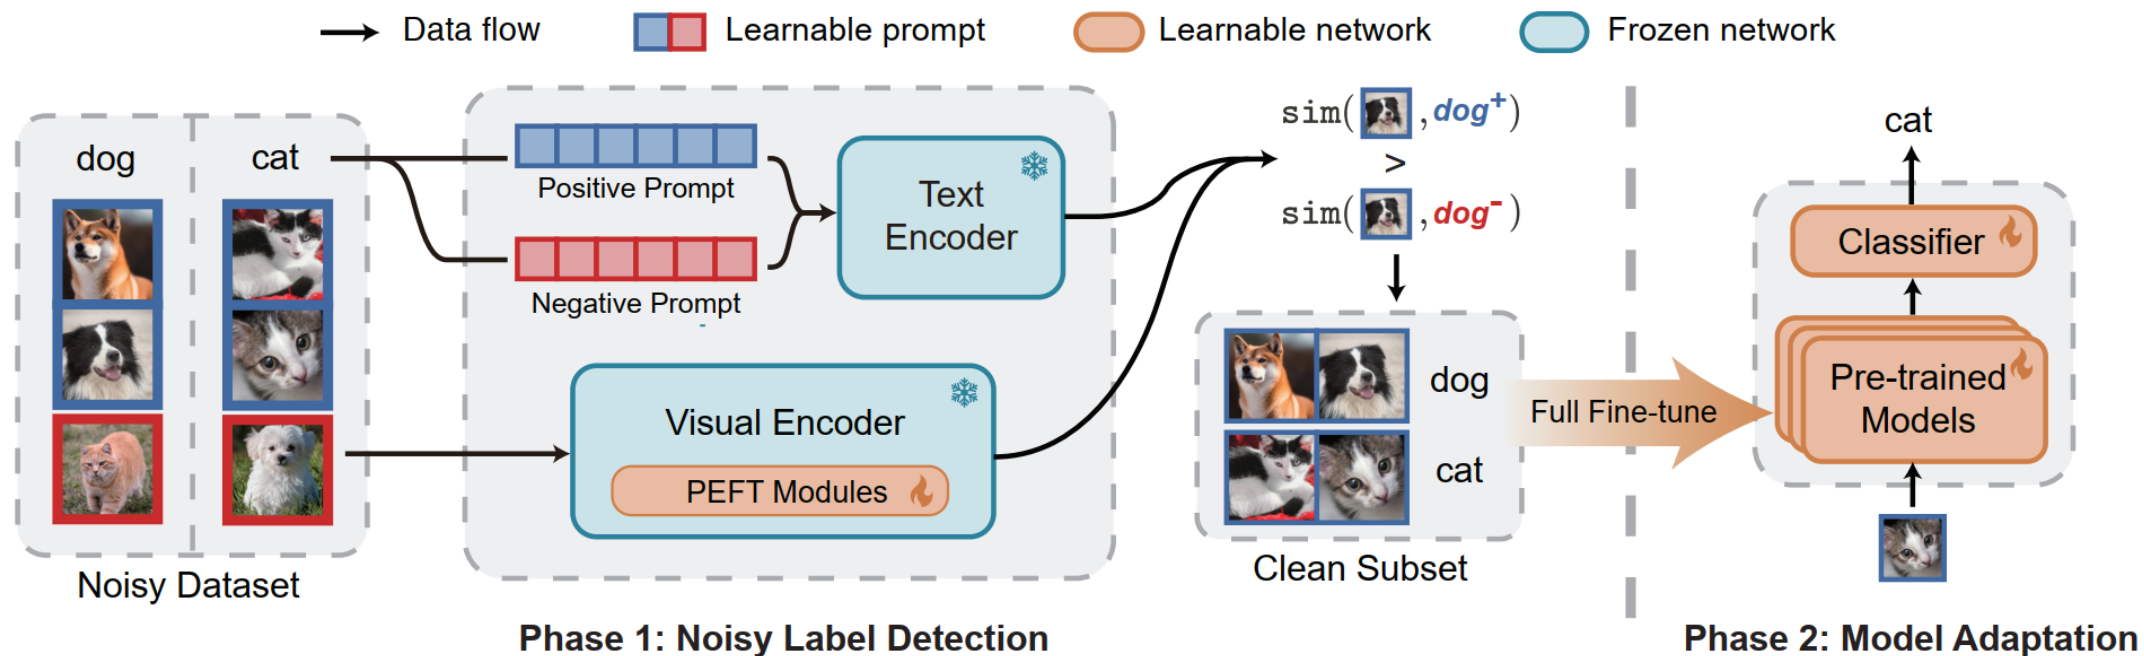 Data flow
Learnable prompt
Learnable network
Frozen network
dog
cat
Noisy Dataset
Positive Prompt
Negative Prompt
Text
Encoder
Visual Encoder
PEFT Modules
Phase 1: Noisy Label Detection
sim( ,dog+)
>
sim( ,dog-)
dog
cat
Clean Subset
Full Fine-tune
cat
Classifier
Pre-trained
Models
Phase 2: Model Adaptation